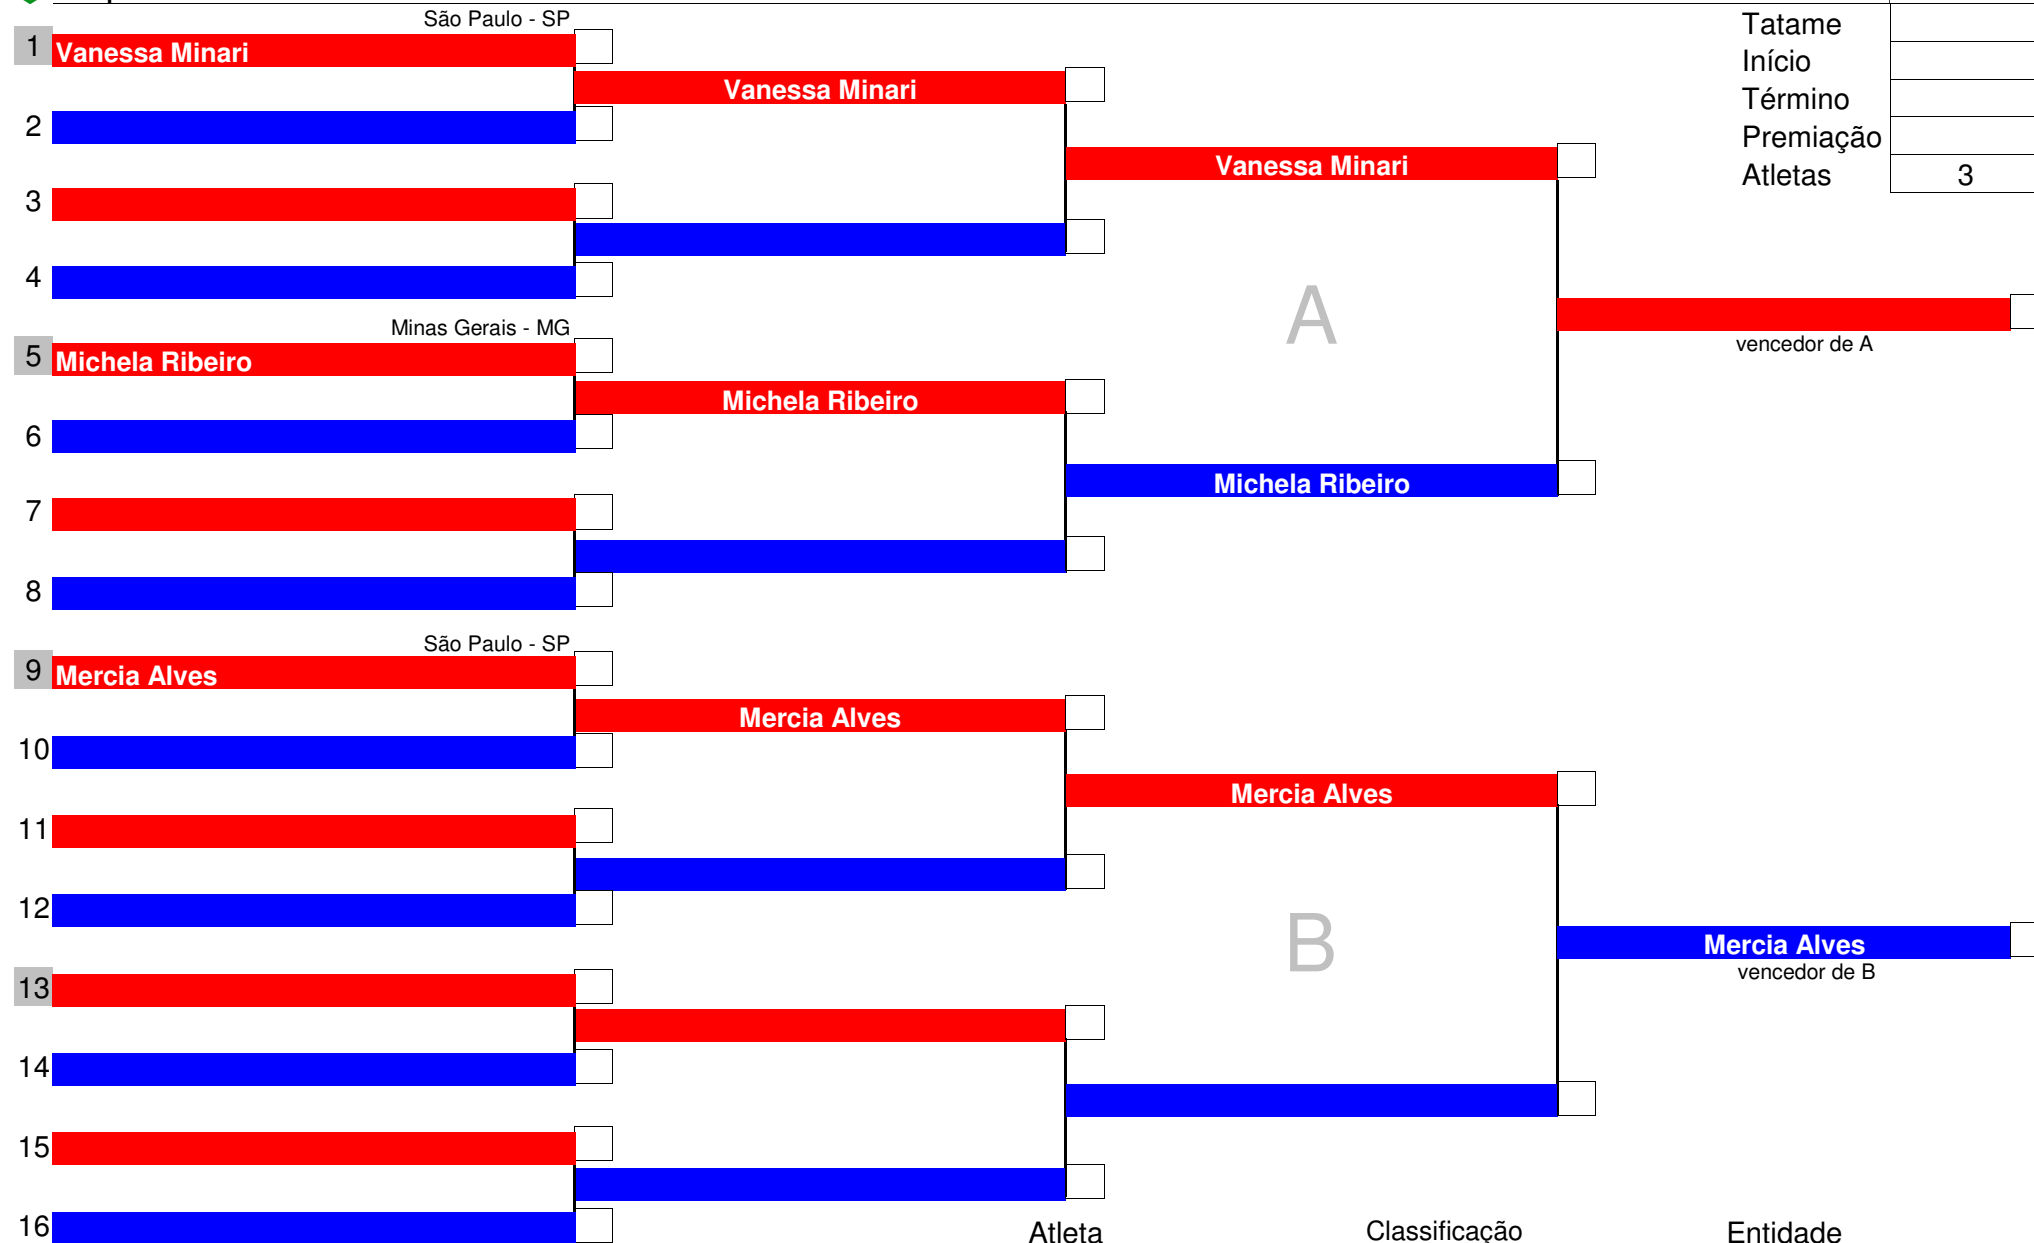 São Paulo - SP
1 Vanessa Minari
Vanessa Minari
2
Vanessa Minari
3
4
Minas Gerais - MG
5 Michela Ribeiro
Michela Ribeiro
6
Michela Ribeiro
7
8
A
vencedor de A
São Paulo - SP
9 Mercia Alves
Mercia Alves
10
Mercia Alves
11
12
B
Mercia Alves
vencedor de B
13
14
15
16
Tatame
Início
Término
Premiação
Atletas 3
Atleta Classificação Entidade